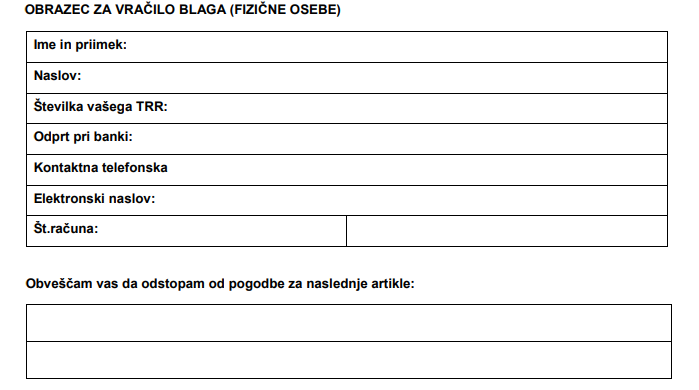 OBRAZEC ZA VRAČILO BLAGA (FIZIČNE OSEBE)
Ime in priimek:
Naslov:
Številka vašega TRR:
Odprt pri banki:
Kontaktna telefonska
Elektronski naslov:
Št.računa:
Obveščam vas da odstopam od pogodbe za naslednje artikle: